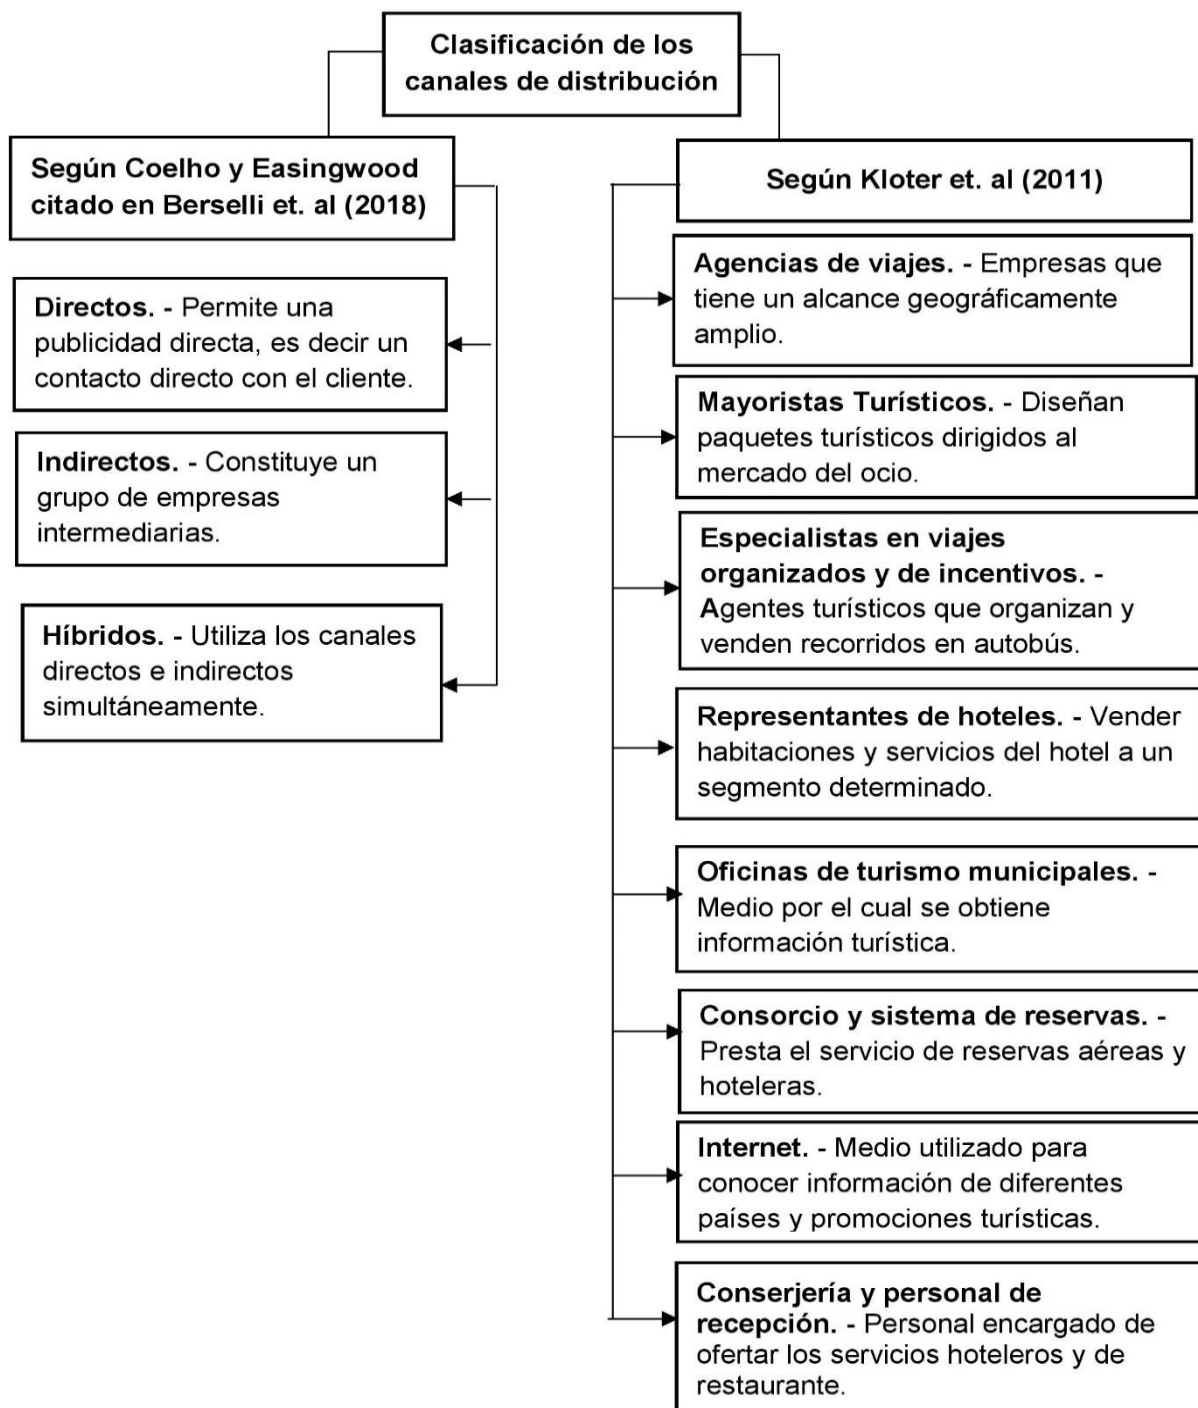 Clasificación de los
canales de distribución
Según Coelho y Easingwood
citado en Berselli et. al (2018)
Directos. - Permite una
publicidad directa, es decir un
contacto directo con el cliente.
Indirectos. - Constituye un
grupo de empresas
intermediarias.
Híbridos. - Utiliza los canales
directos e indirectos
simultáneamente.
Según Kloter et. al (2011)
Agencias de viajes. - Empresas que
tiene un alcance geográficamente
amplio.
Mayoristas Turísticos. - Diseñan
paquetes turísticos dirigidos al
mercado del ocio.
Especialistas en viajes
organizados y de incentivos. -
Agentes turísticos que organizan y
venden recorridos en autobús.
Representantes de hoteles. - Vender
habitaciones y servicios del hotel a un
segmento determinado.
Oficinas de turismo municipales. -
Medio por el cual se obtiene
información turística.
Consorcio y sistema de reservas. -
Presta el servicio de reservas aéreas y
hoteleras.
Internet. - Medio utilizado para
conocer información de diferentes
países y promociones turísticas.
Conserjería y personal de
recepción. - Personal encargado de
ofertar los servicios hoteleros y de
restaurante.